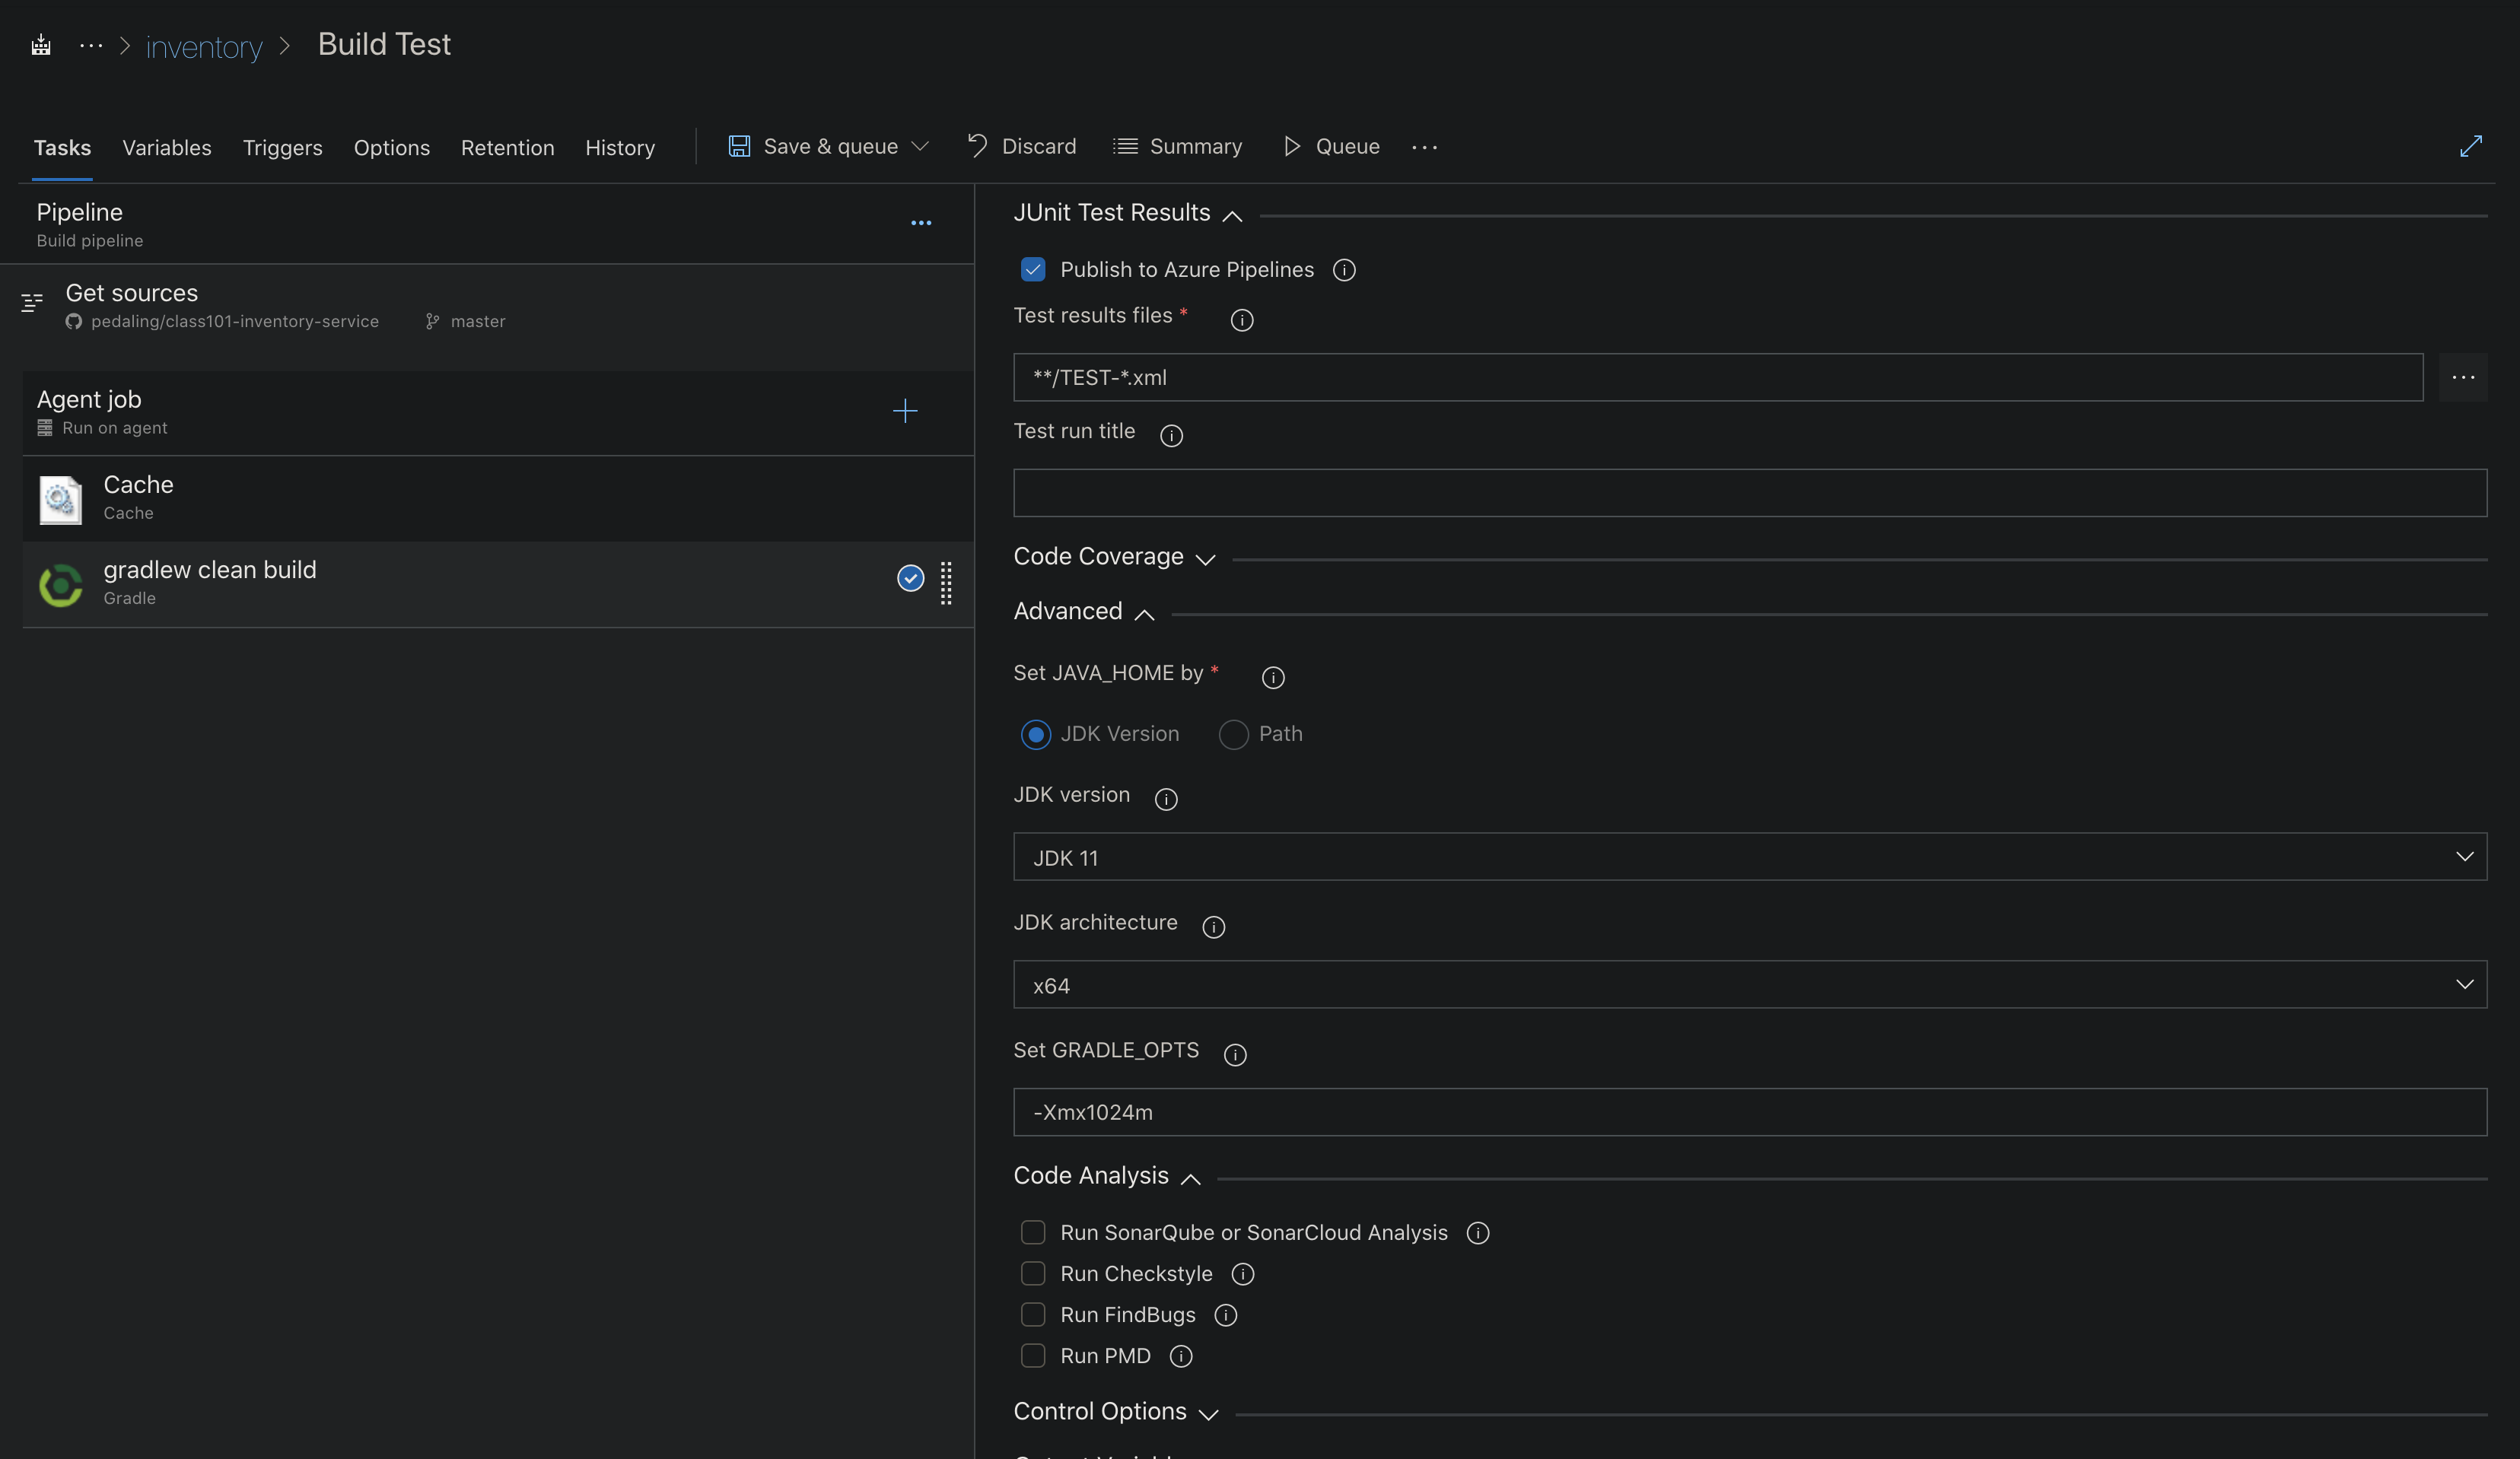 inventory
Build Test
Tasks Variables Triggers Options Retention History Save & queue Discard Summary Queue
Pipeline
Build pipeline
Get sources
pedaling/class101-inventory-service master
Agent job
Run on agent
Cache
Cache
gradlew clean build
Gradle
JUnit Test Results
Publish to Azure Pipelines
Test results files *
**/TEST-*.xml
Test run title
Code Coverage
Advanced
Set JAVA_HOME by *
JDK Version Path
JDK version
JDK 11
JDK architecture
x64
Set GRADLE_OPTS
-Xmx1024m
Code Analysis
Run SonarQube or SonarCloud Analysis
Run Checkstyle
Run FindBugs
Run PMD
Control Options